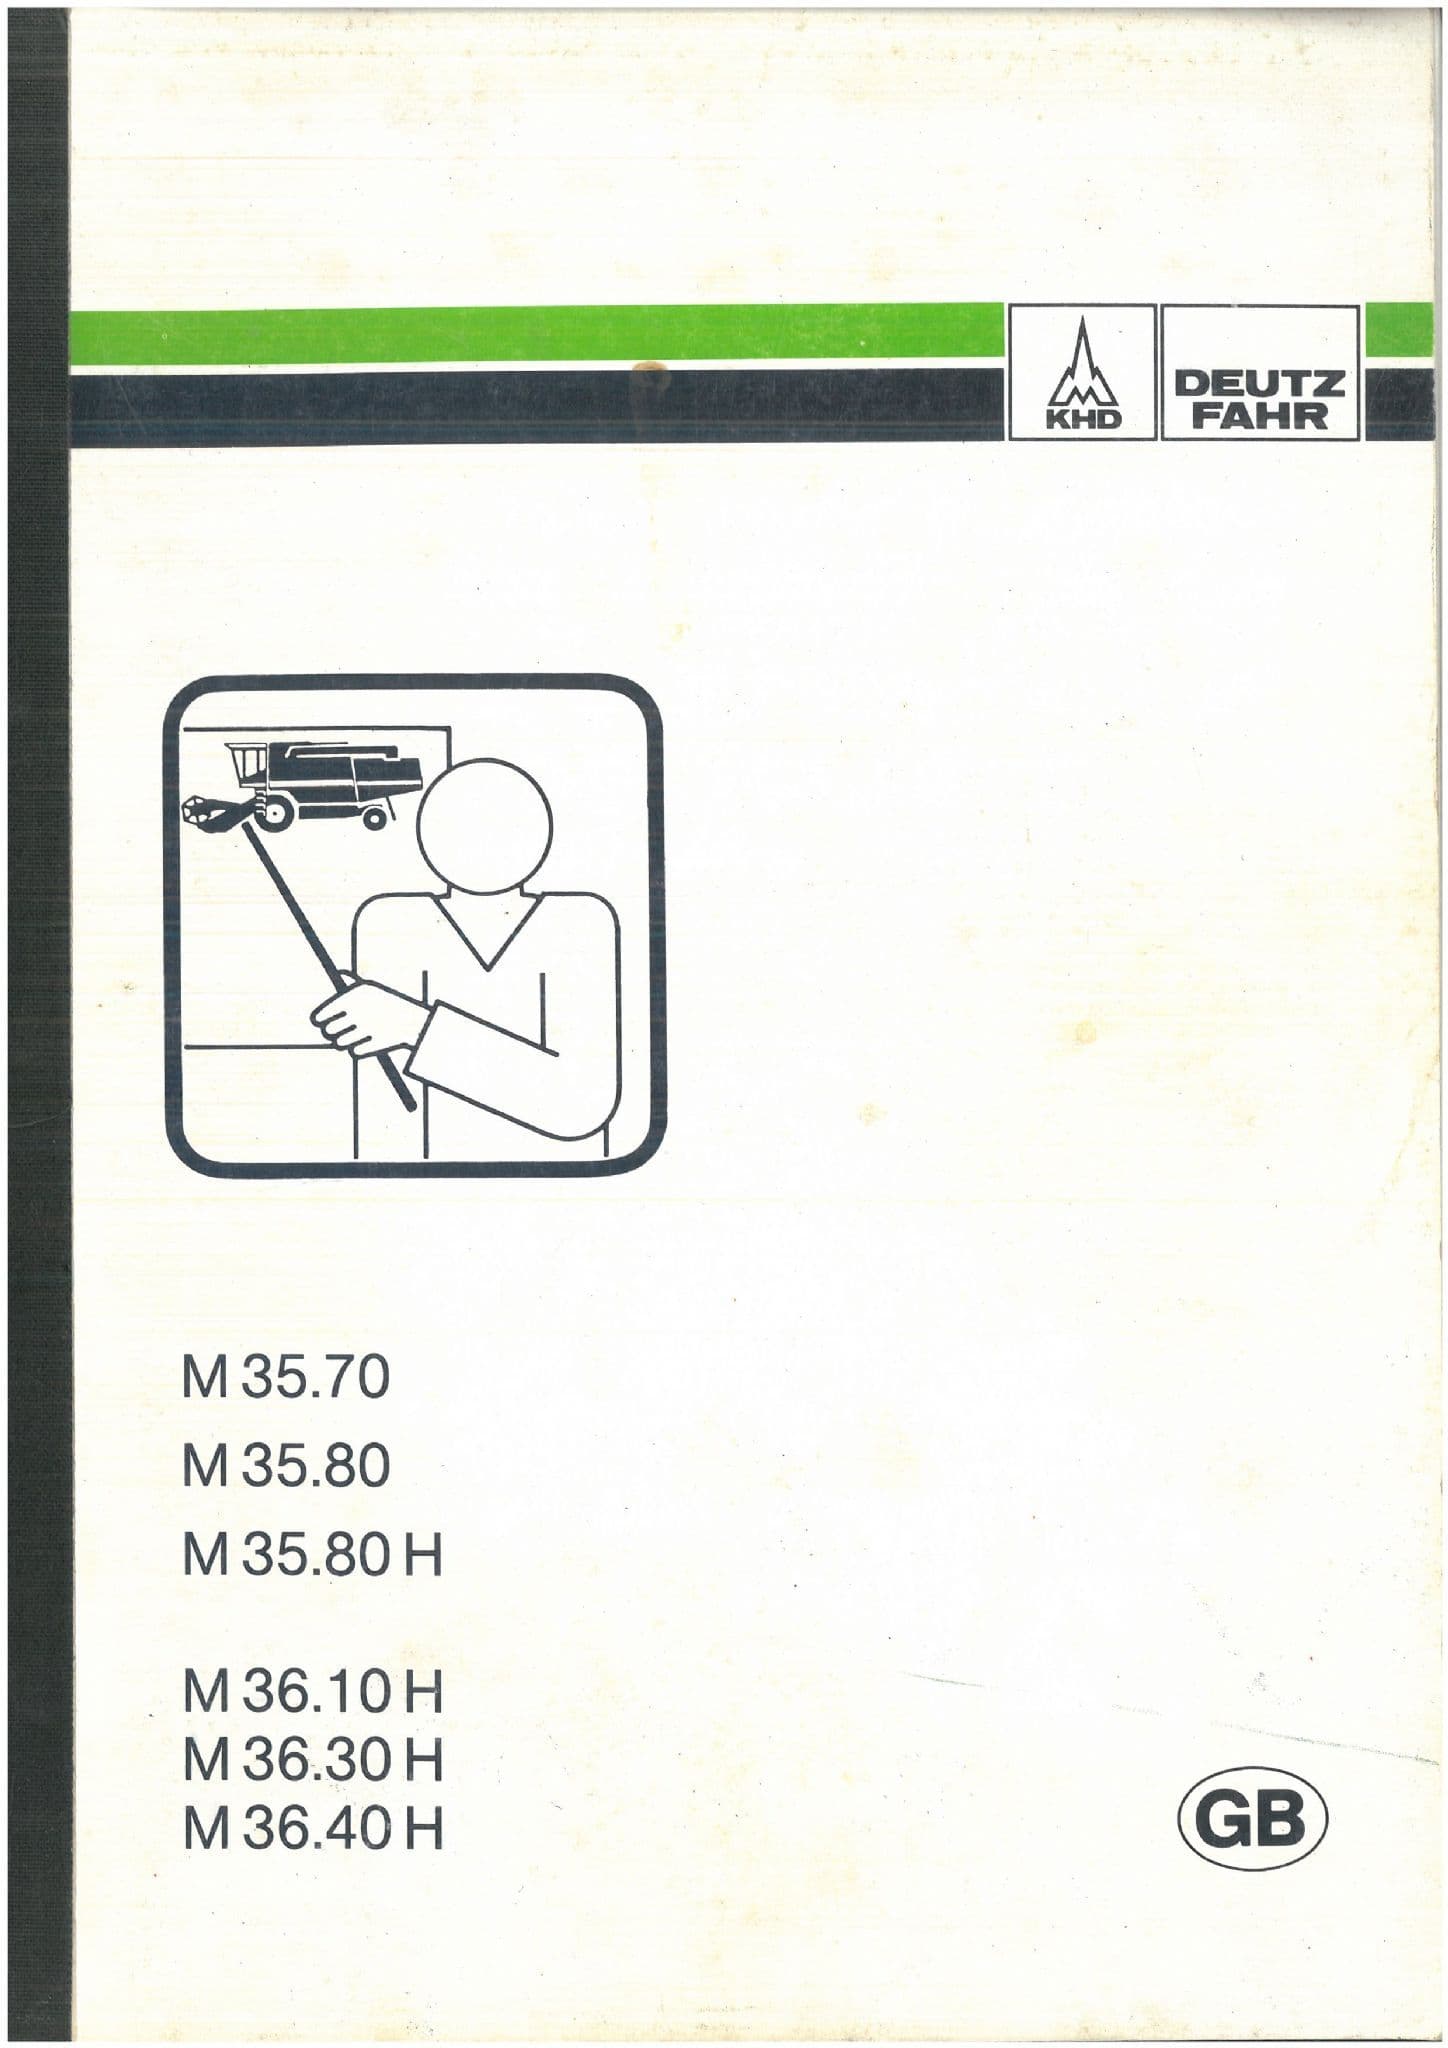 KHD
DEUTZ
FAHR
M 35.70
M 35.80
M 35.80 H
M 36.10 H
M 36.30 H
M 36.40 H
GB